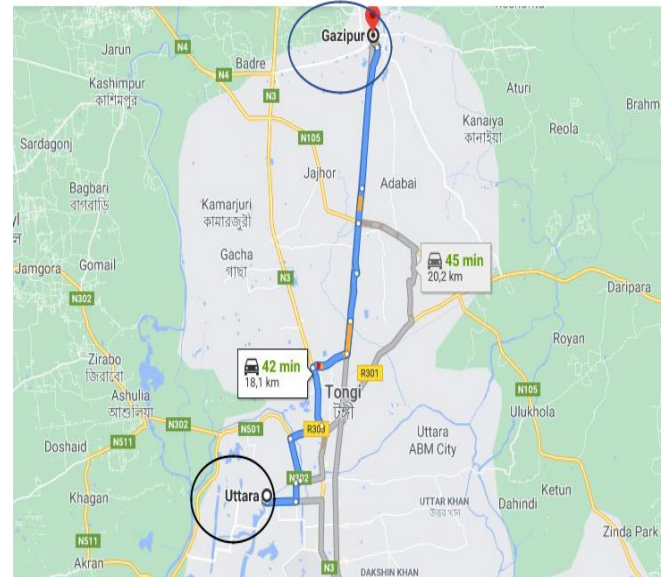 Jarun
N4
Gazipur
Badre
Kashimpur
কাশিমপুর
N4
N3
Aturi
Brahm
Kanaiya
কানাইয়া
Reola
N105
Sardagonj
Jajhor
Adabai
Bagbari
বাগবাড়ি
Kamarjuri
কামারজুরী
Gacha
গাছা
N3
45 min
20,2 km
Jamgora
Gomail
N302
Daripara
Zirabo
জিরাবো
42 min
18,1 km
Royan
R301
N105
Tongi
টঙ্গী
Ashulia
আশুলিয়া
N302
N501
R303
Ulukhola
Doshaid
N511
Uttara
ABM City
N302
Uttara
Khagan
UTTAR KHAN
উত্তর খান
Dahindi
Ketun
Zinda Park
N511
Akran
N3
DAKSHIN KHAN